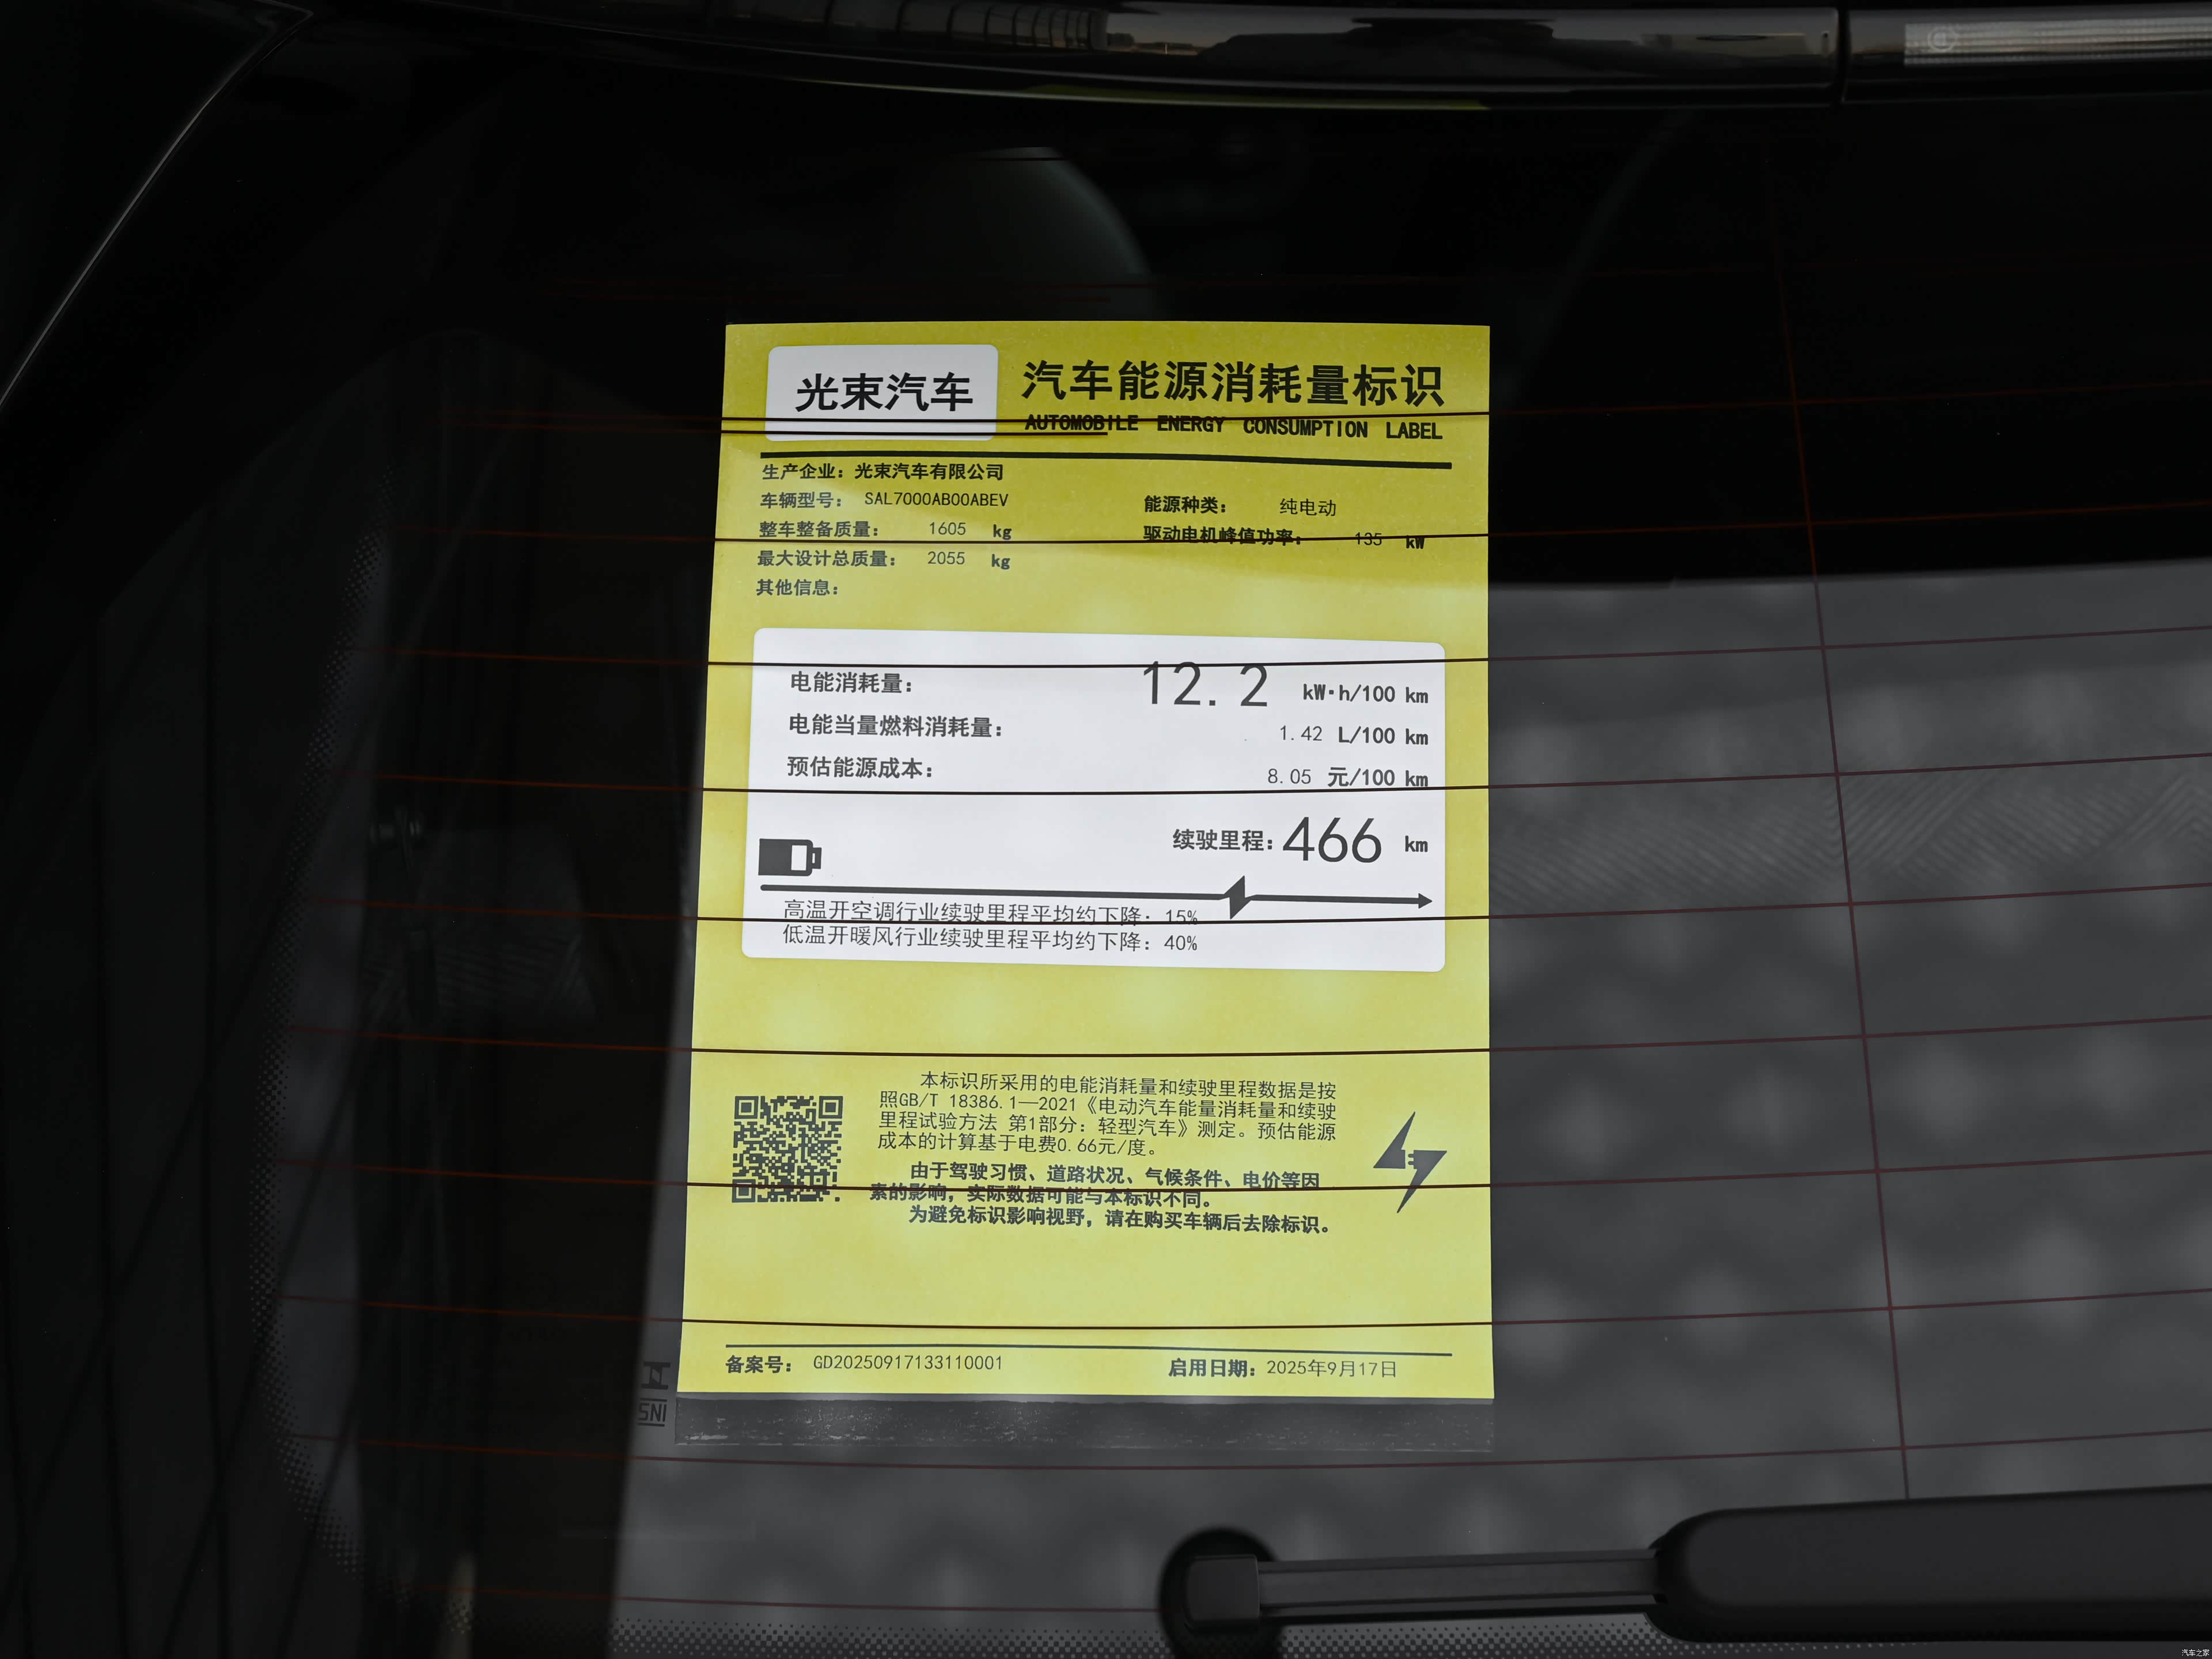 光束汽车
汽车能源消耗量标识
AUTOMOBILE ENERGY CONSUMPTION LABEL
生产企业：光束汽车有限公司
车辆型号： SAL7000AB00ABEV
能源种类： 纯电动
整车整备质量： 1605 kg
驱动电机峰值功率： 135 kW
最大设计总质量： 2055 kg
其他信息：
电能消耗量： 12.2 kW·h/100 km
电能当量燃料消耗量： 1.42 L/100 km
预估能源成本： 8.05 元/100 km
续驶里程：466 km
高温开空调行业续驶里程平均约下降：15%
低温开暖风行业续驶里程平均约下降：40%
本标识所采用的电能消耗量和续驶里程数据是按
照GB/T 18386.1—2021《电动汽车能量消耗量和续驶
里程试验方法 第1部分：轻型汽车》测定。预估能源
成本的计算基于电费0.66元/度。
由于驾驶习惯、道路状况、气候条件、电价等因
素的影响，实际数据可能与本标识不同。
为避免标识影响视野，请在购买车辆后去除标识。
备案号： GD20250917133110001
启用日期：2025年9月17日
SNI
汽车之家